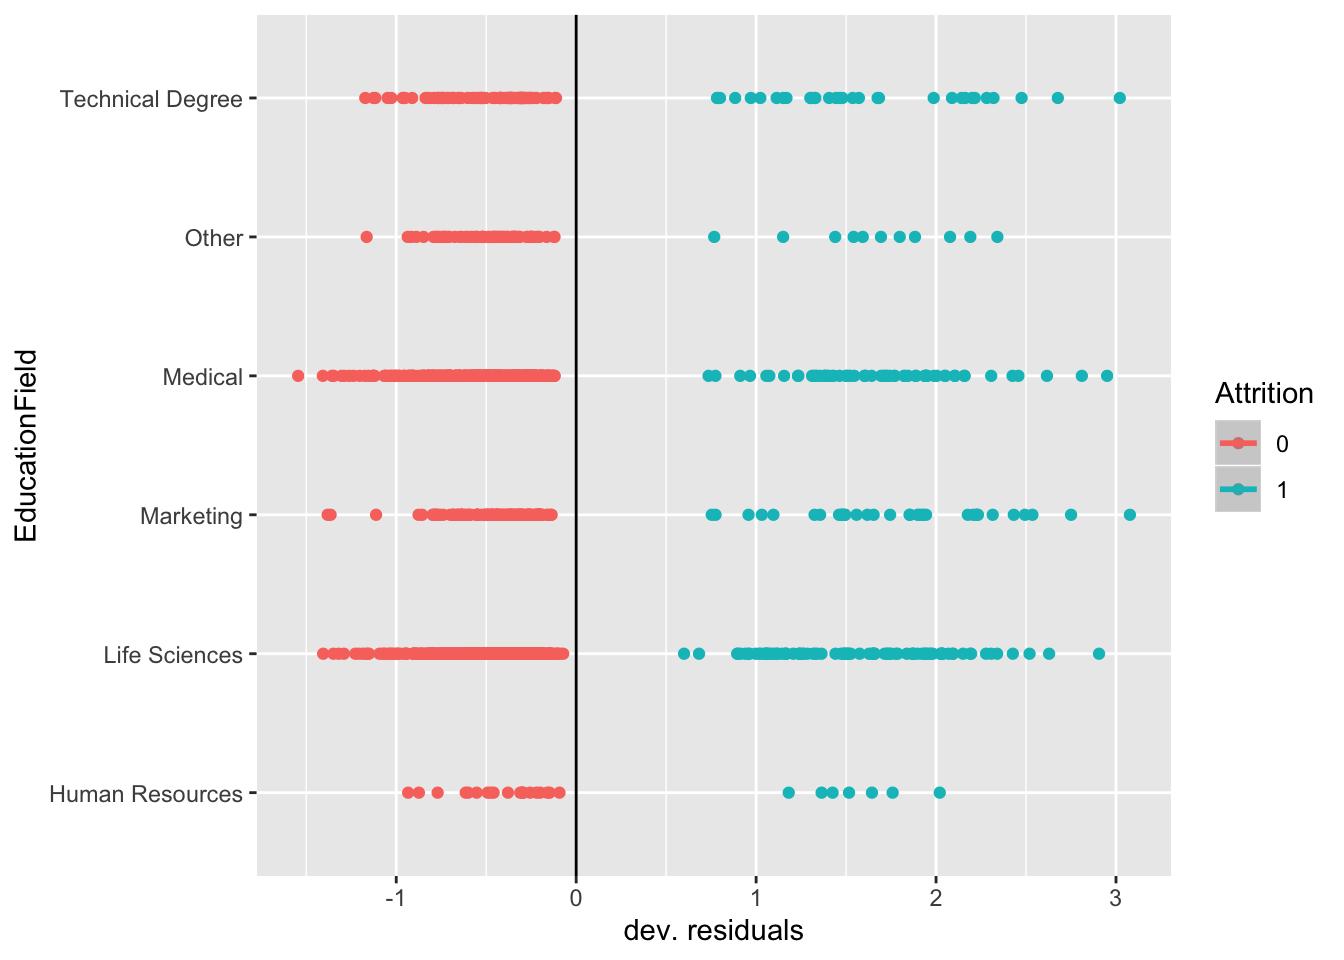 Technical Degree
Other
Medical
Marketing
Life Sciences
Human Resources
EducationField
-1 0 1 2 3
dev. residuals
Attrition
0
1